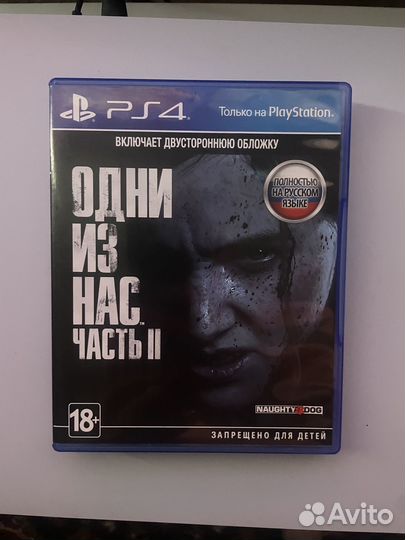 PS4
Только на PlayStation®
ВКЛЮЧАЕТ ДВУСТОРОННЮЮ ОБЛОЖКУ
ПОЛНОСТЬЮ
НА РУССКОМ
ЯЗЫКЕ
ОДНИ
ИЗ
НАС™
ЧАСТЬ II
18+
NAUGHTY DOG
ЗАПРЕЩЕНО ДЛЯ ДЕТЕЙ
Avito